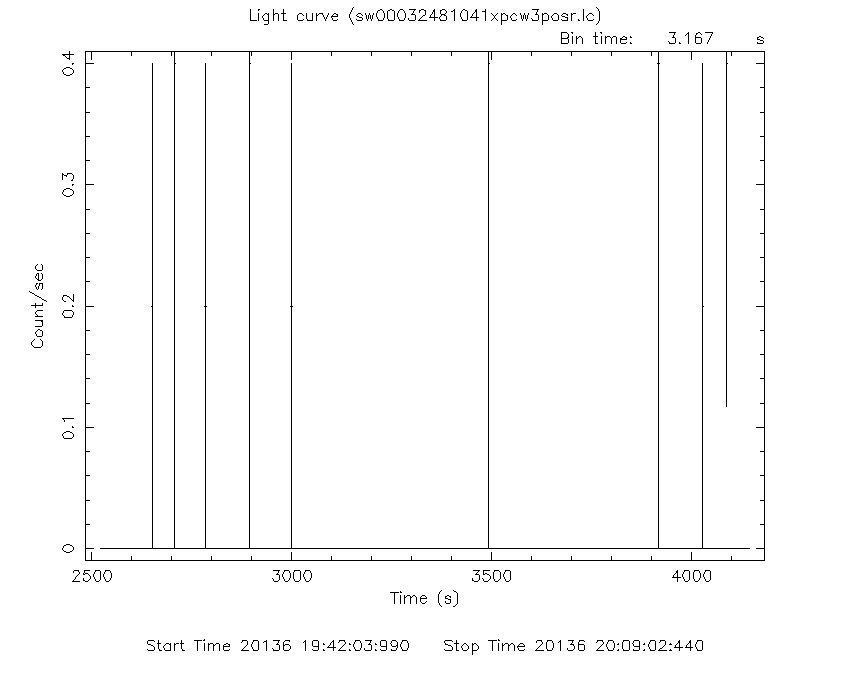 Light curve (sw00032481041xpcw3posr.lc)
Bin time: 3.167 s
0.4
0.3
0.2
0.1
0
Count/sec
2500 3000 3500 4000
Time (s)
Start Time 20136 19:42:03:990 Stop Time 20136 20:09:02:440